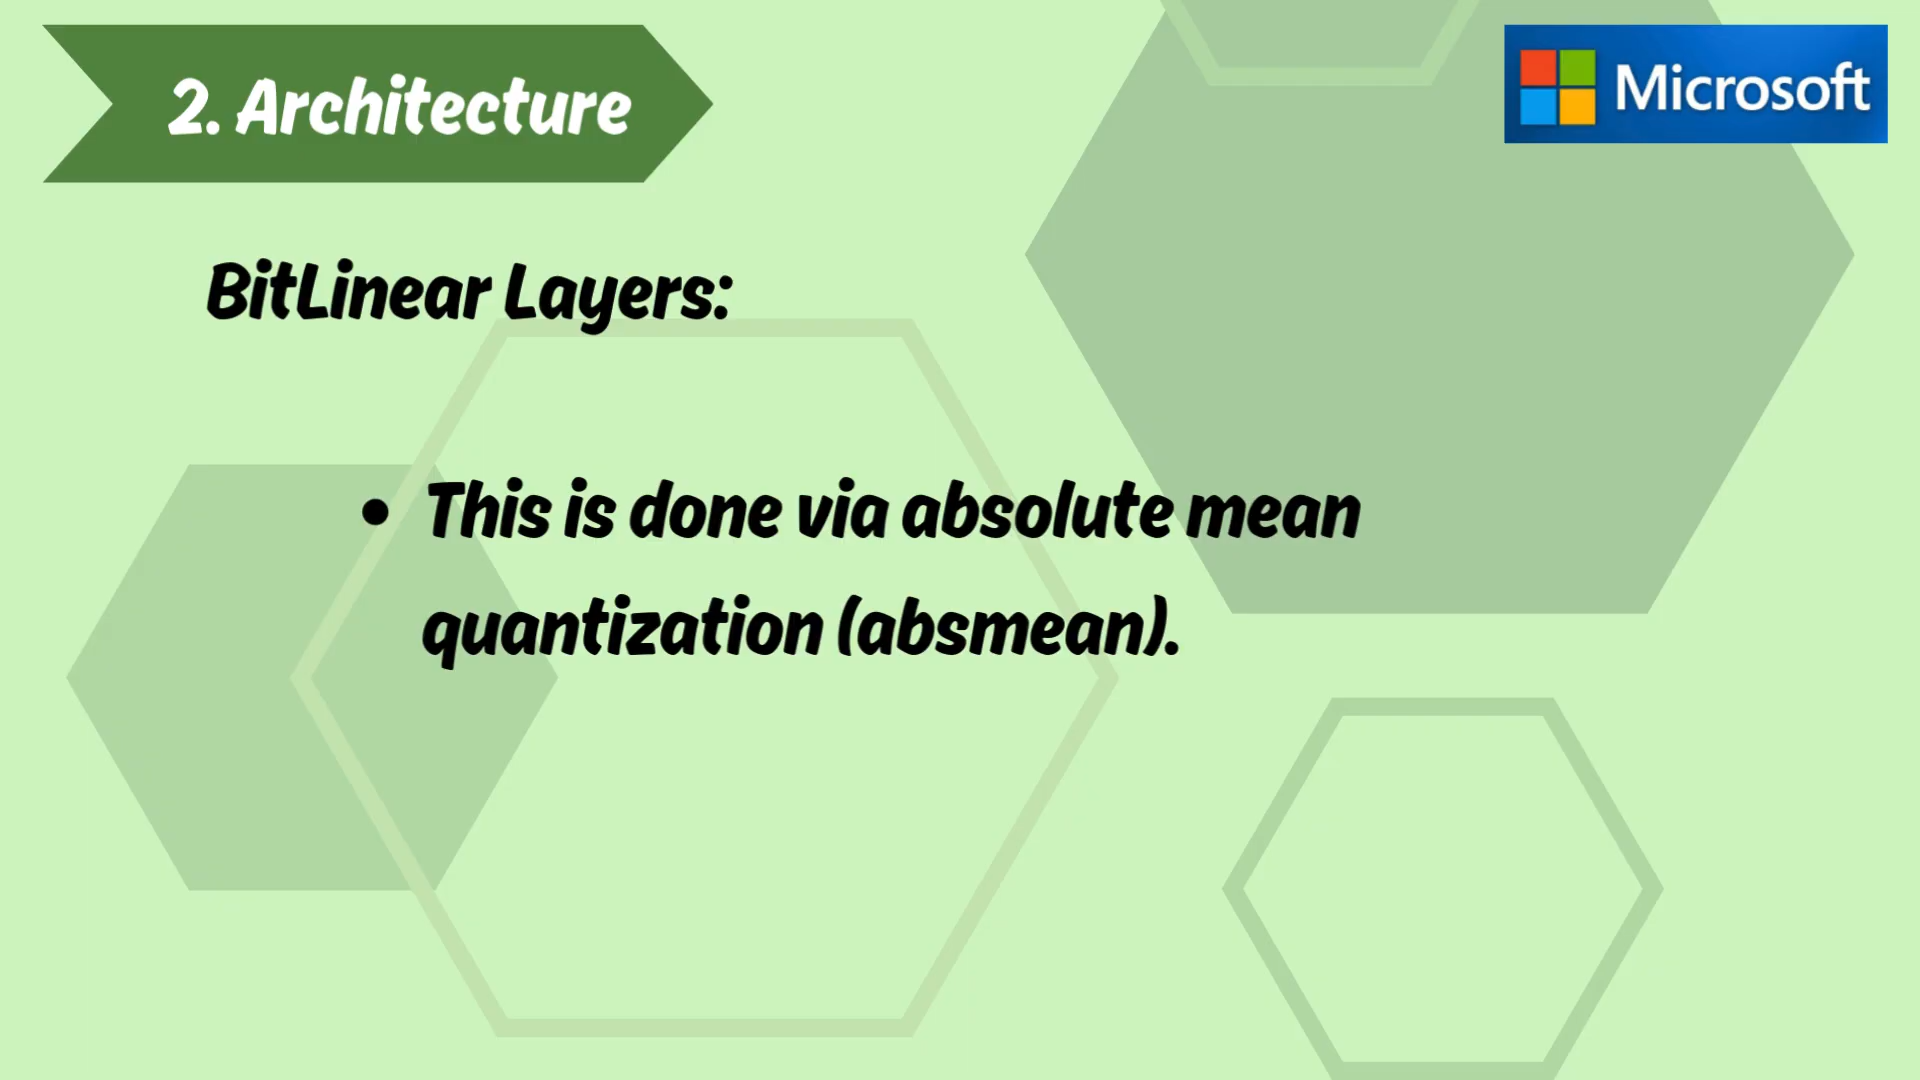 2. Architecture
Microsoft
BitLinear Layers:
• This is done via absolute mean
quantization (absmean).